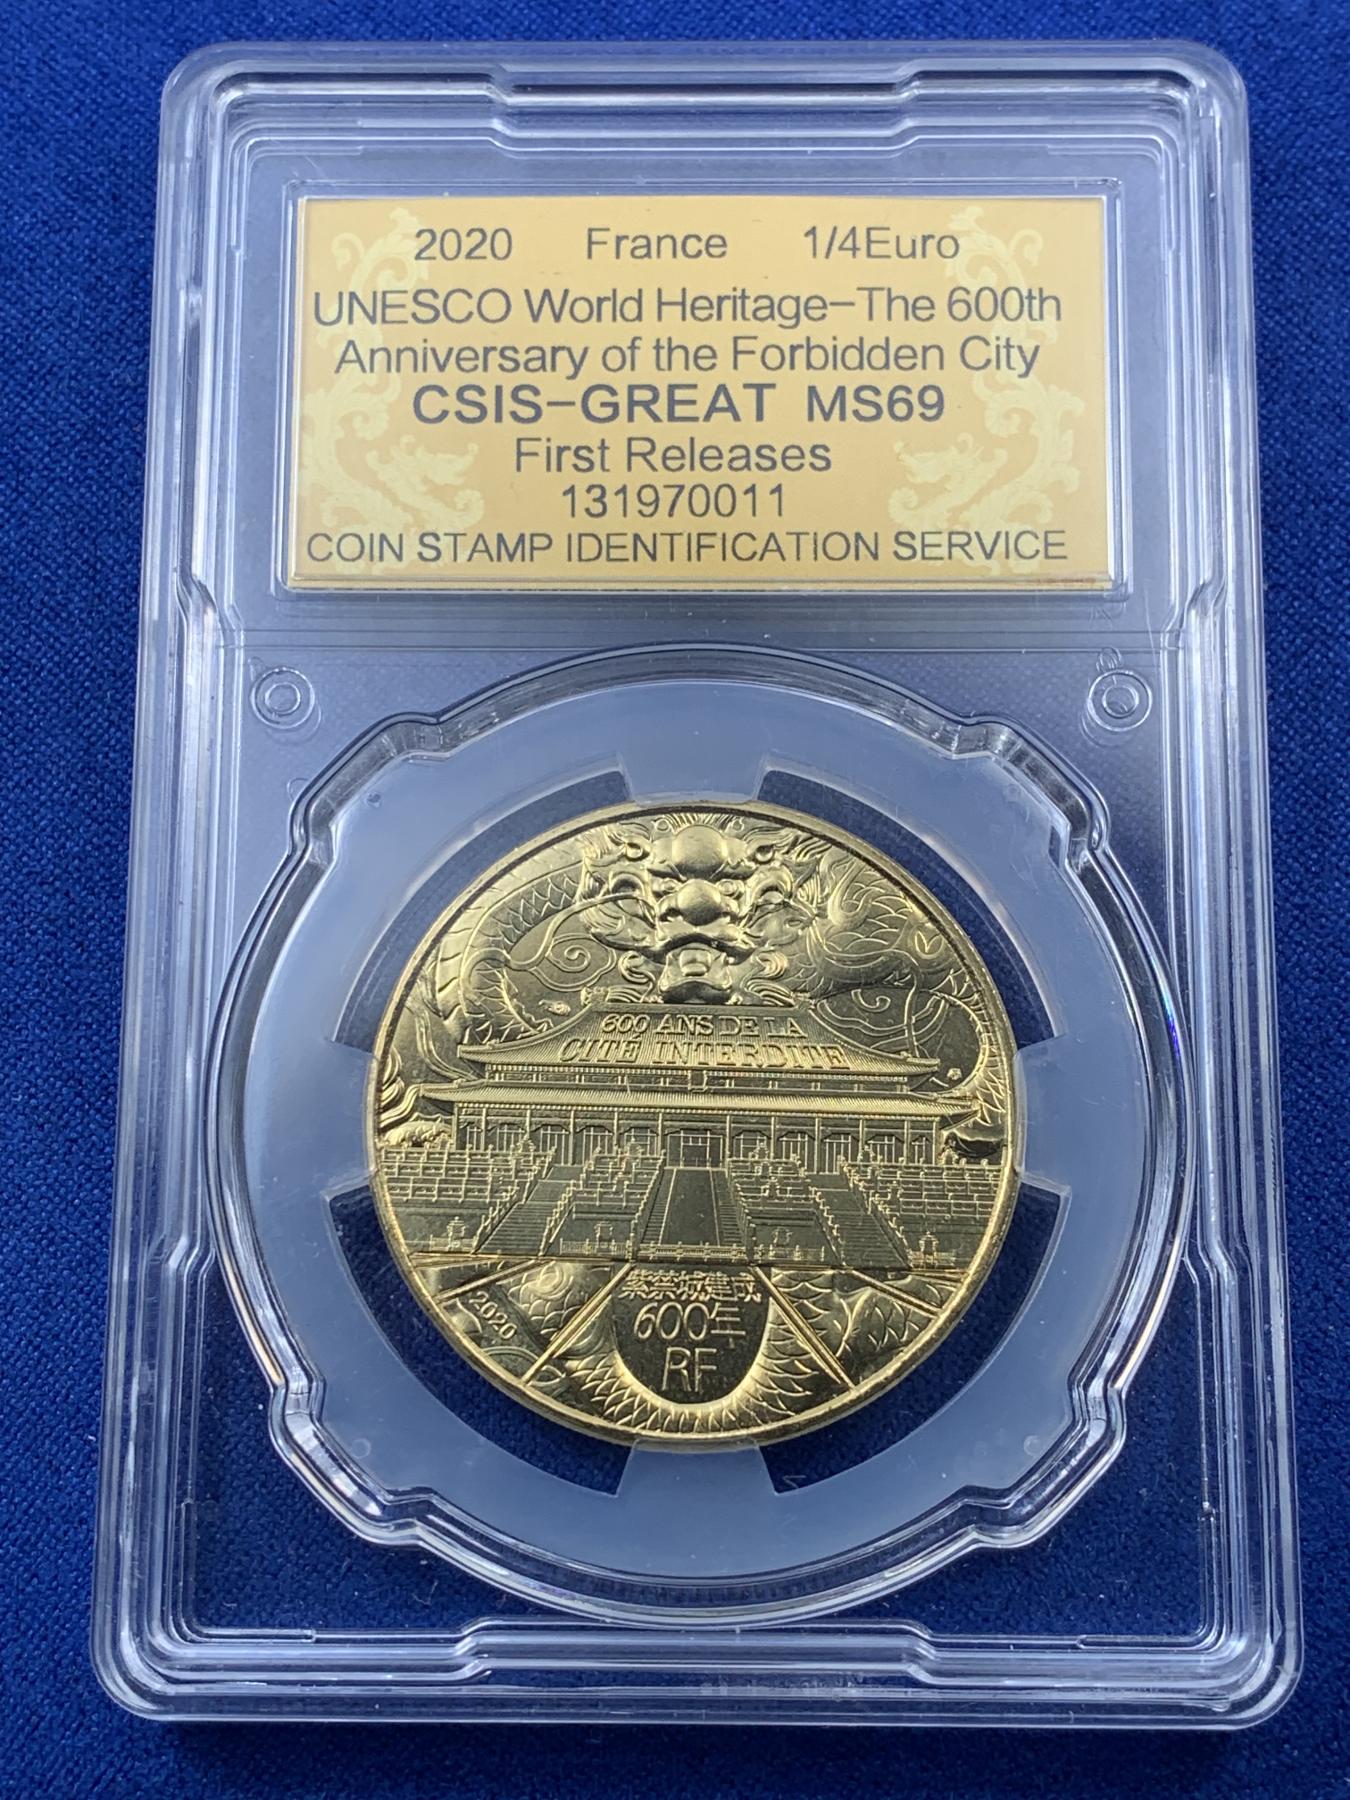 2020 France 1/4Euro
UNESCO World Heritage-The 600th
Anniversary of the Forbidden City
CSIS-GREAT MS69
First Releases
131970011
COIN STAMP IDENTIFICATION SERVICE
600 ANS DE LA
CITÉ INTERDITE
紫禁城建成
600年
RF
2020